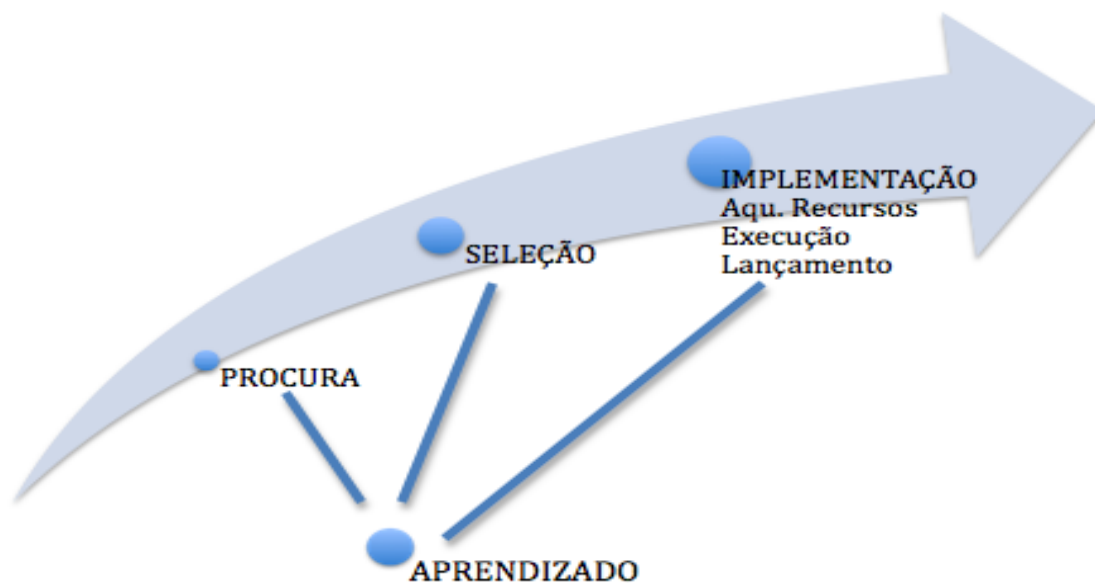 IMPLEMENTAÇÃO
Aqu. Recursos
Execução
Lançamento
SELEÇÃO
PROCURA
APRENDIZADO